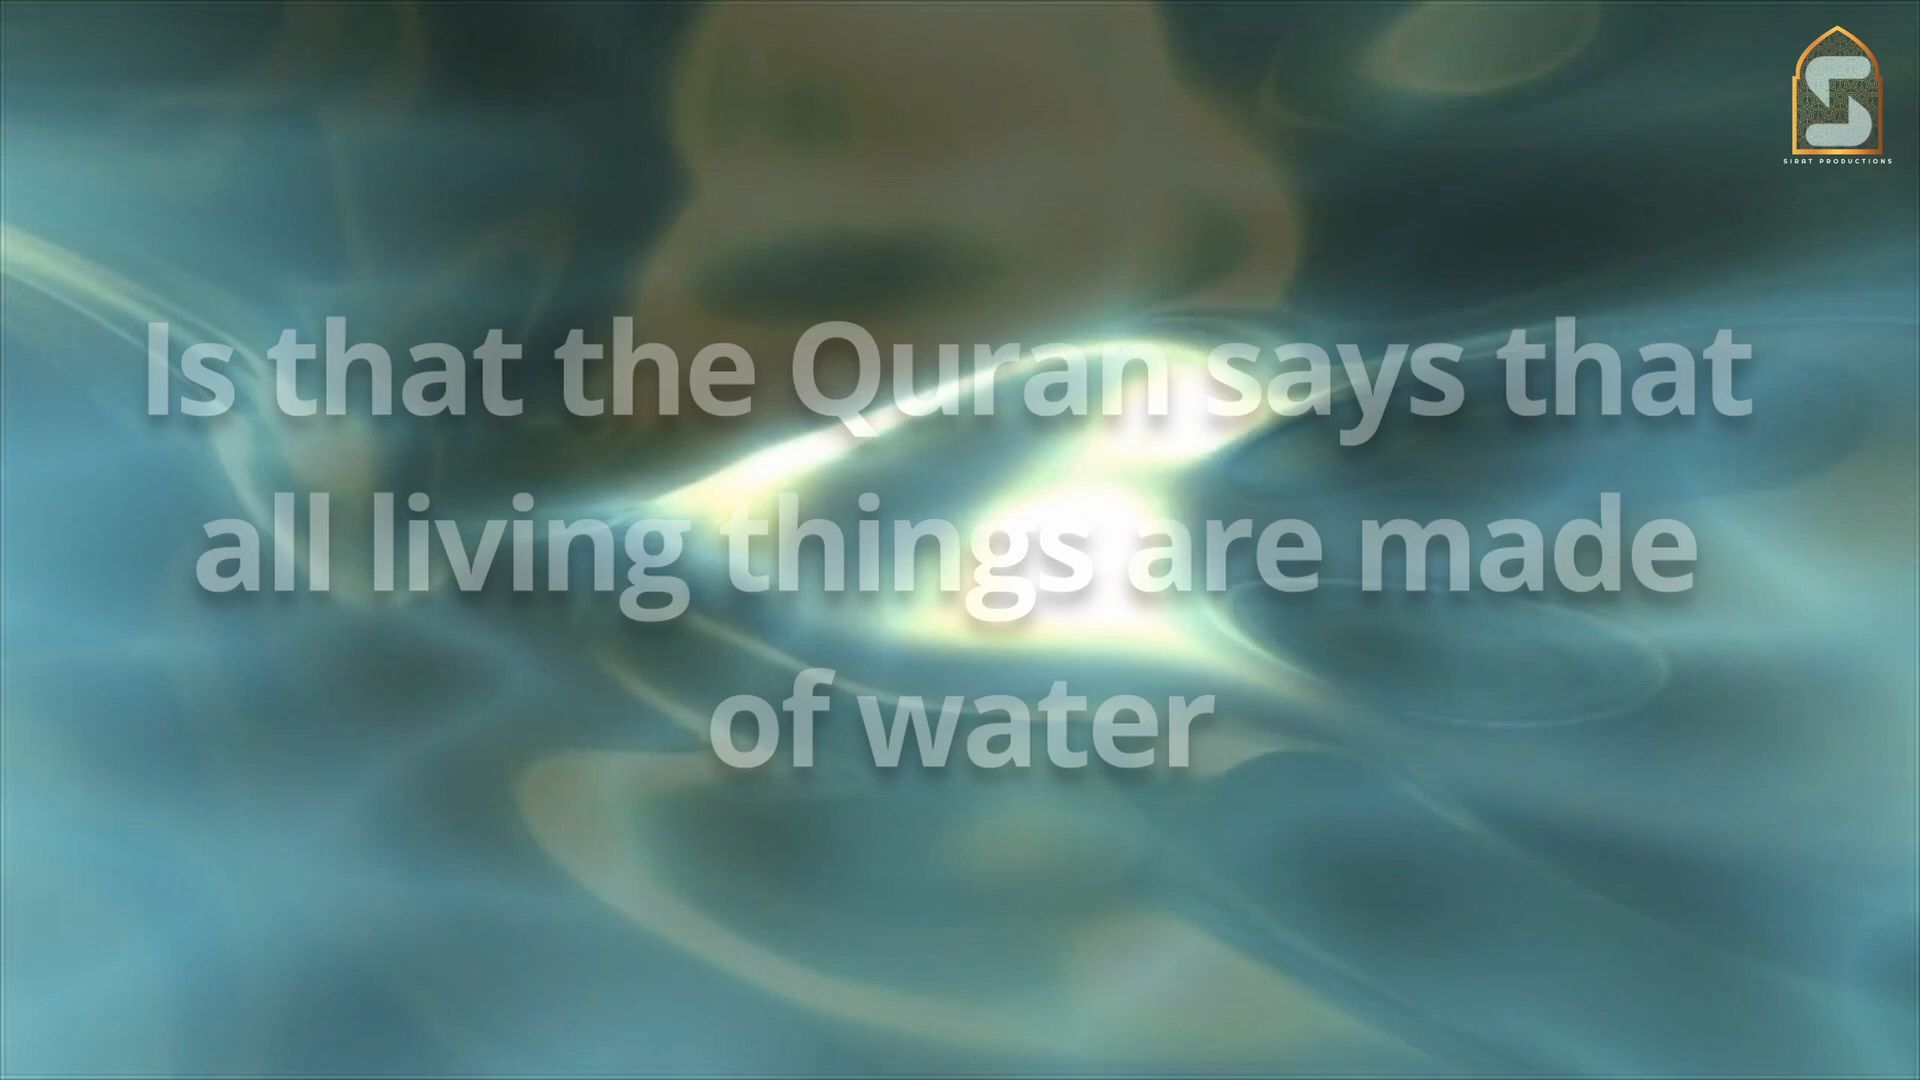 SIRAT PRODUCTIONS
Is that the Quran says that
all living things are made
of water